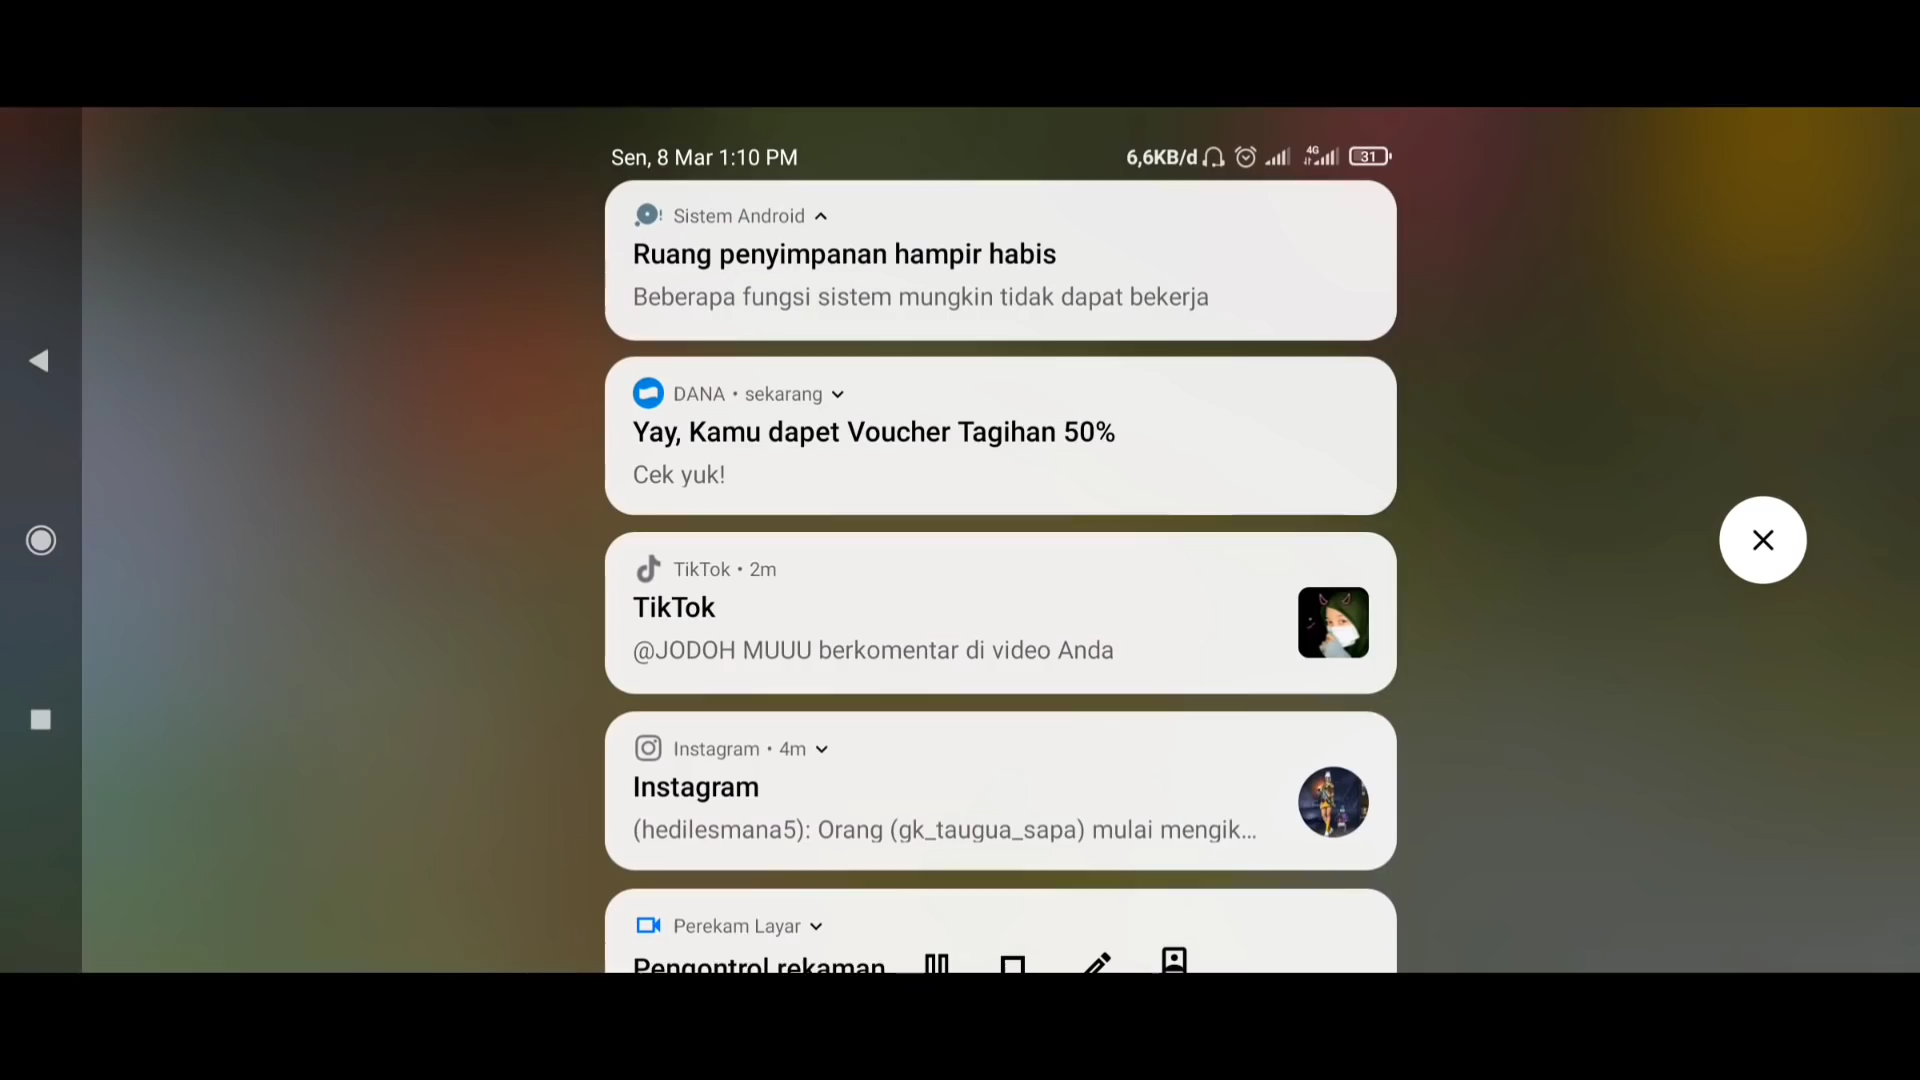 Sen, 8 Mar 1:10 PM
6,6KB/d 4G 31
Sistem Android
Ruang penyimpanan hampir habis
Beberapa fungsi sistem mungkin tidak dapat bekerja
DANA • sekarang
Yay, Kamu dapet Voucher Tagihan 50%
Cek yuk!
TikTok • 2m
TikTok
@JODOH MUUU berkomentar di video Anda
Instagram • 4m
Instagram
(hedilesmana5): Orang (gk_taugua_sapa) mulai mengik...
Perekam Layar
Pengontrol rekaman